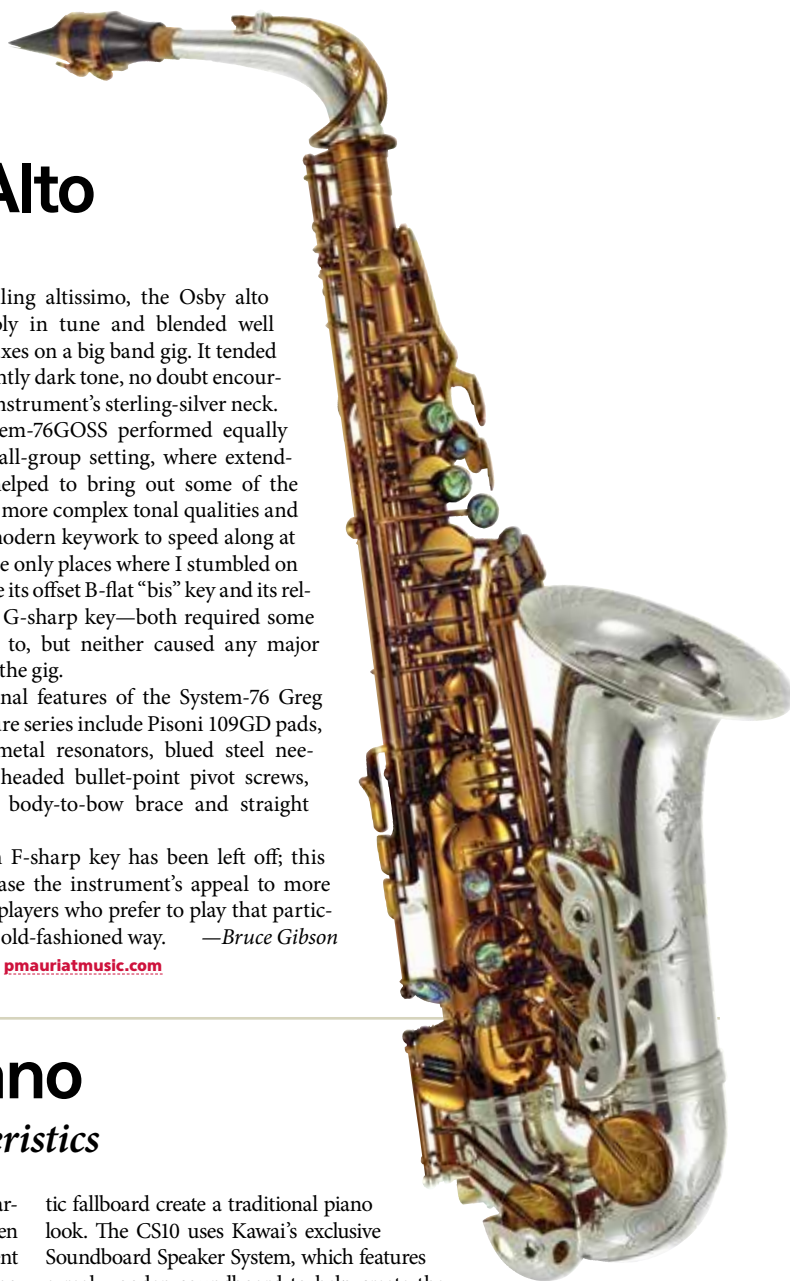 Alto
ling altissimo, the Osby alto
ly in tune and blended well
xes on a big band gig. It tended
ntly dark tone, no doubt encour-
nstrument's sterling-silver neck.
em-76GOSS performed equally
all-group setting, where extend-
elped to bring out some of the
more complex tonal qualities and
nodern keywork to speed along at
e only places where I stumbled on
e its offset B-flat “bis” key and its rel-
G-sharp key—both required some
to, but neither caused any major
the gig.
nal features of the System-76 Greg
ure series include Pisoni 109GD pads,
metal resonators, blued steel nee-
headed bullet-point pivot screws,
body-to-bow brace and straight
n F-sharp key has been left off; this
ase the instrument's appeal to more
players who prefer to play that partic-
old-fashioned way. —Bruce Gibson
pmauriatmusic.com
ano
eristics
ar-
en
ent
tic fallboard create a traditional piano
look. The CS10 uses Kawai's exclusive
Soundboard Speaker System, which features